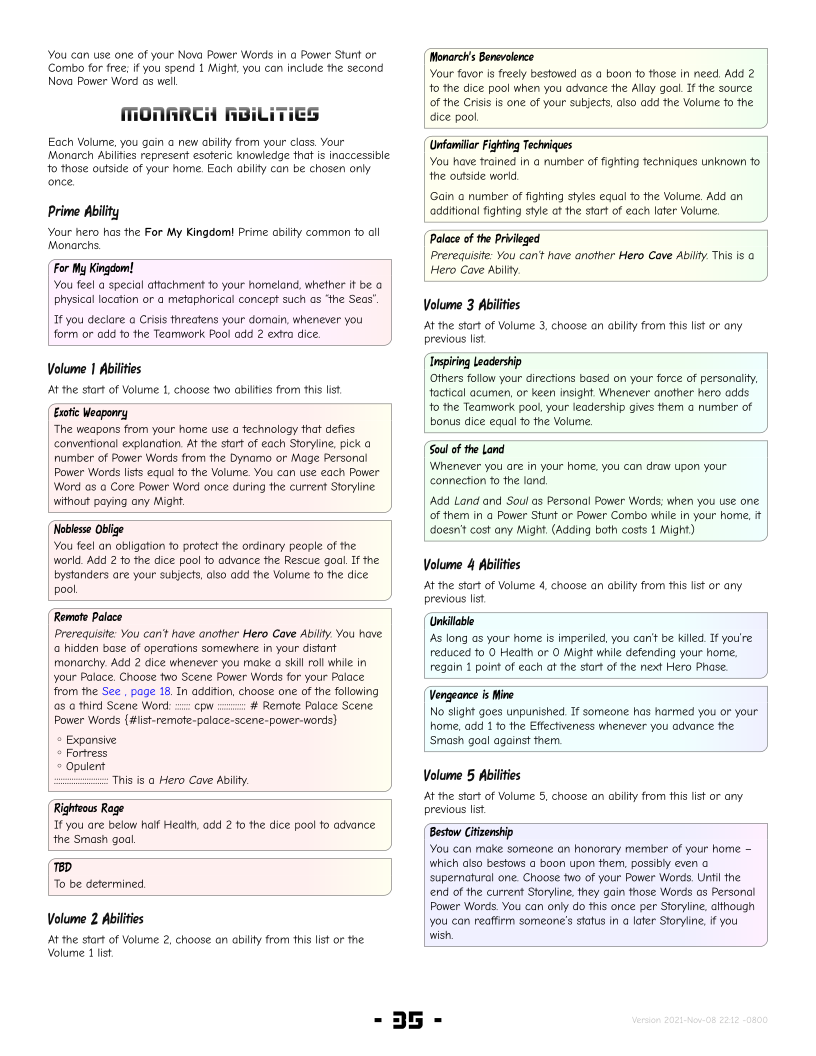 You can use one of your Nova Power Words in a Power Stunt or
Combo for free; if you spend 1 Might, you can include the second
Nova Power Word as well.
MONARCH ABILITIES
Each Volume, you gain a new ability from your class. Your
Monarch Abilities represent esoteric knowledge that is inaccessible
to those outside of your home. Each ability can be chosen only
once.
Prime Ability
Your hero has the For My Kingdom! Prime ability common to all
Monarchs.
For My Kingdom!
You feel a special attachment to your homeland, whether it be a
physical location or a metaphorical concept such as “the Seas”.
If you declare a Crisis threatens your domain, whenever you
form or add to the Teamwork Pool add 2 extra dice.
Volume 1 Abilities
At the start of Volume 1, choose two abilities from this list.
Exotic Weaponry
The weapons from your home use a technology that defies
conventional explanation. At the start of each Storyline, pick a
number of Power Words from the Dynamo or Mage Personal
Power Words lists equal to the Volume. You can use each Power
Word as a Core Power Word once during the current Storyline
without paying any Might.
Noblesse Oblige
You feel an obligation to protect the ordinary people of the
world. Add 2 to the dice pool to advance the Rescue goal. If the
bystanders are your subjects, also add the Volume to the dice
pool.
Remote Palace
Prerequisite: You can’t have another Hero Cave Ability. You have
a hidden base of operations somewhere in your distant
monarchy. Add 2 dice whenever you make a skill roll while in
your Palace. Choose two Scene Power Words for your Palace
from the See , page 18. In addition, choose one of the following
as a third Scene Word: ::::::: cpw ::::::::::::: # Remote Palace Scene
Power Words {#list-remote-palace-scene-power-words}
◦ Expansive
◦ Fortress
◦ Opulent
::::::::::::::::::::::::: This is a Hero Cave Ability.
Righteous Rage
If you are below half Health, add 2 to the dice pool to advance
the Smash goal.
TBD
To be determined.
Volume 2 Abilities
At the start of Volume 2, choose an ability from this list or the
Volume 1 list.
Monarch’s Benevolence
Your favor is freely bestowed as a boon to those in need. Add 2
to the dice pool when you advance the Allay goal. If the source
of the Crisis is one of your subjects, also add the Volume to the
dice pool.
Unfamiliar Fighting Techniques
You have trained in a number of fighting techniques unknown to
the outside world.
Gain a number of fighting styles equal to the Volume. Add an
additional fighting style at the start of each later Volume.
Palace of the Privileged
Prerequisite: You can’t have another Hero Cave Ability. This is a
Hero Cave Ability.
Volume 3 Abilities
At the start of Volume 3, choose an ability from this list or any
previous list.
Inspiring Leadership
Others follow your directions based on your force of personality,
tactical acumen, or keen insight. Whenever another hero adds
to the Teamwork pool, your leadership gives them a number of
bonus dice equal to the Volume.
Soul of the Land
Whenever you are in your home, you can draw upon your
connection to the land.
Add Land and Soul as Personal Power Words; when you use one
of them in a Power Stunt or Power Combo while in your home, it
doesn’t cost any Might. (Adding both costs 1 Might.)
Volume 4 Abilities
At the start of Volume 4, choose an ability from this list or any
previous list.
Unkillable
As long as your home is imperiled, you can’t be killed. If you’re
reduced to 0 Health or 0 Might while defending your home,
regain 1 point of each at the start of the next Hero Phase.
Vengeance is Mine
No slight goes unpunished. If someone has harmed you or your
home, add 1 to the Effectiveness whenever you advance the
Smash goal against them.
Volume 5 Abilities
At the start of Volume 5, choose an ability from this list or any
previous list.
Bestow Citizenship
You can make someone an honorary member of your home –
which also bestows a boon upon them, possibly even a
supernatural one. Choose two of your Power Words. Until the
end of the current Storyline, they gain those Words as Personal
Power Words. You can only do this once per Storyline, although
you can reaffirm someone’s status in a later Storyline, if you
wish.
- 35 -
Version 2021-Nov-08 22:12 -0800